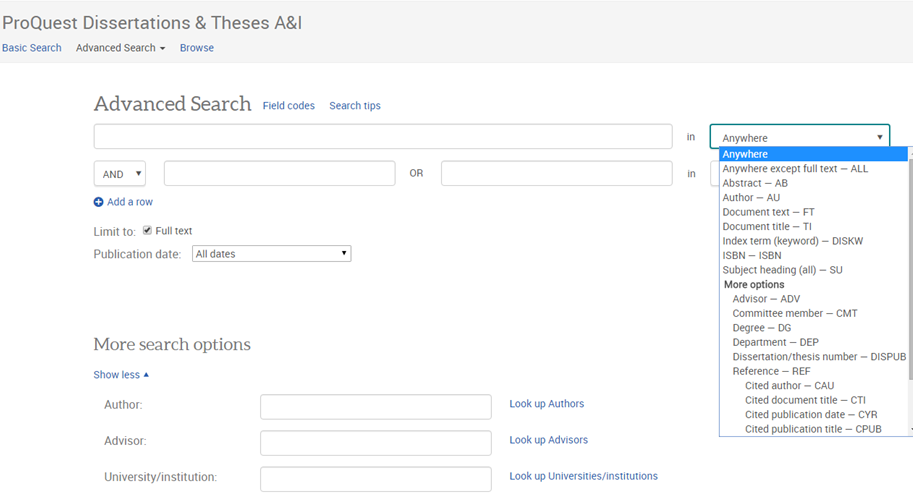 ProQuest Dissertations & Theses A&I
Basic Search Advanced Search Browse
Advanced Search Field codes Search tips
in Anywhere
Anywhere
Anywhere except full text — ALL
AND OR in
Abstract — AB
Author — AU
Add a row
Document text — FT
Document title — TI
Limit to: Full text
Index term (keyword) — DISKW
Publication date: All dates
ISBN — ISBN
Subject heading (all) — SU
More options
Advisor — ADV
Committee member — CMT
Degree — DG
Department — DEP
More search options
Dissertation/thesis number — DISPUB
Show less
Reference — REF
Cited author — CAU
Author: Look up Authors
Cited document title — CTI
Cited publication date — CYR
Cited publication title — CPUB
Advisor: Look up Advisors
University/institution: Look up Universities/institutions